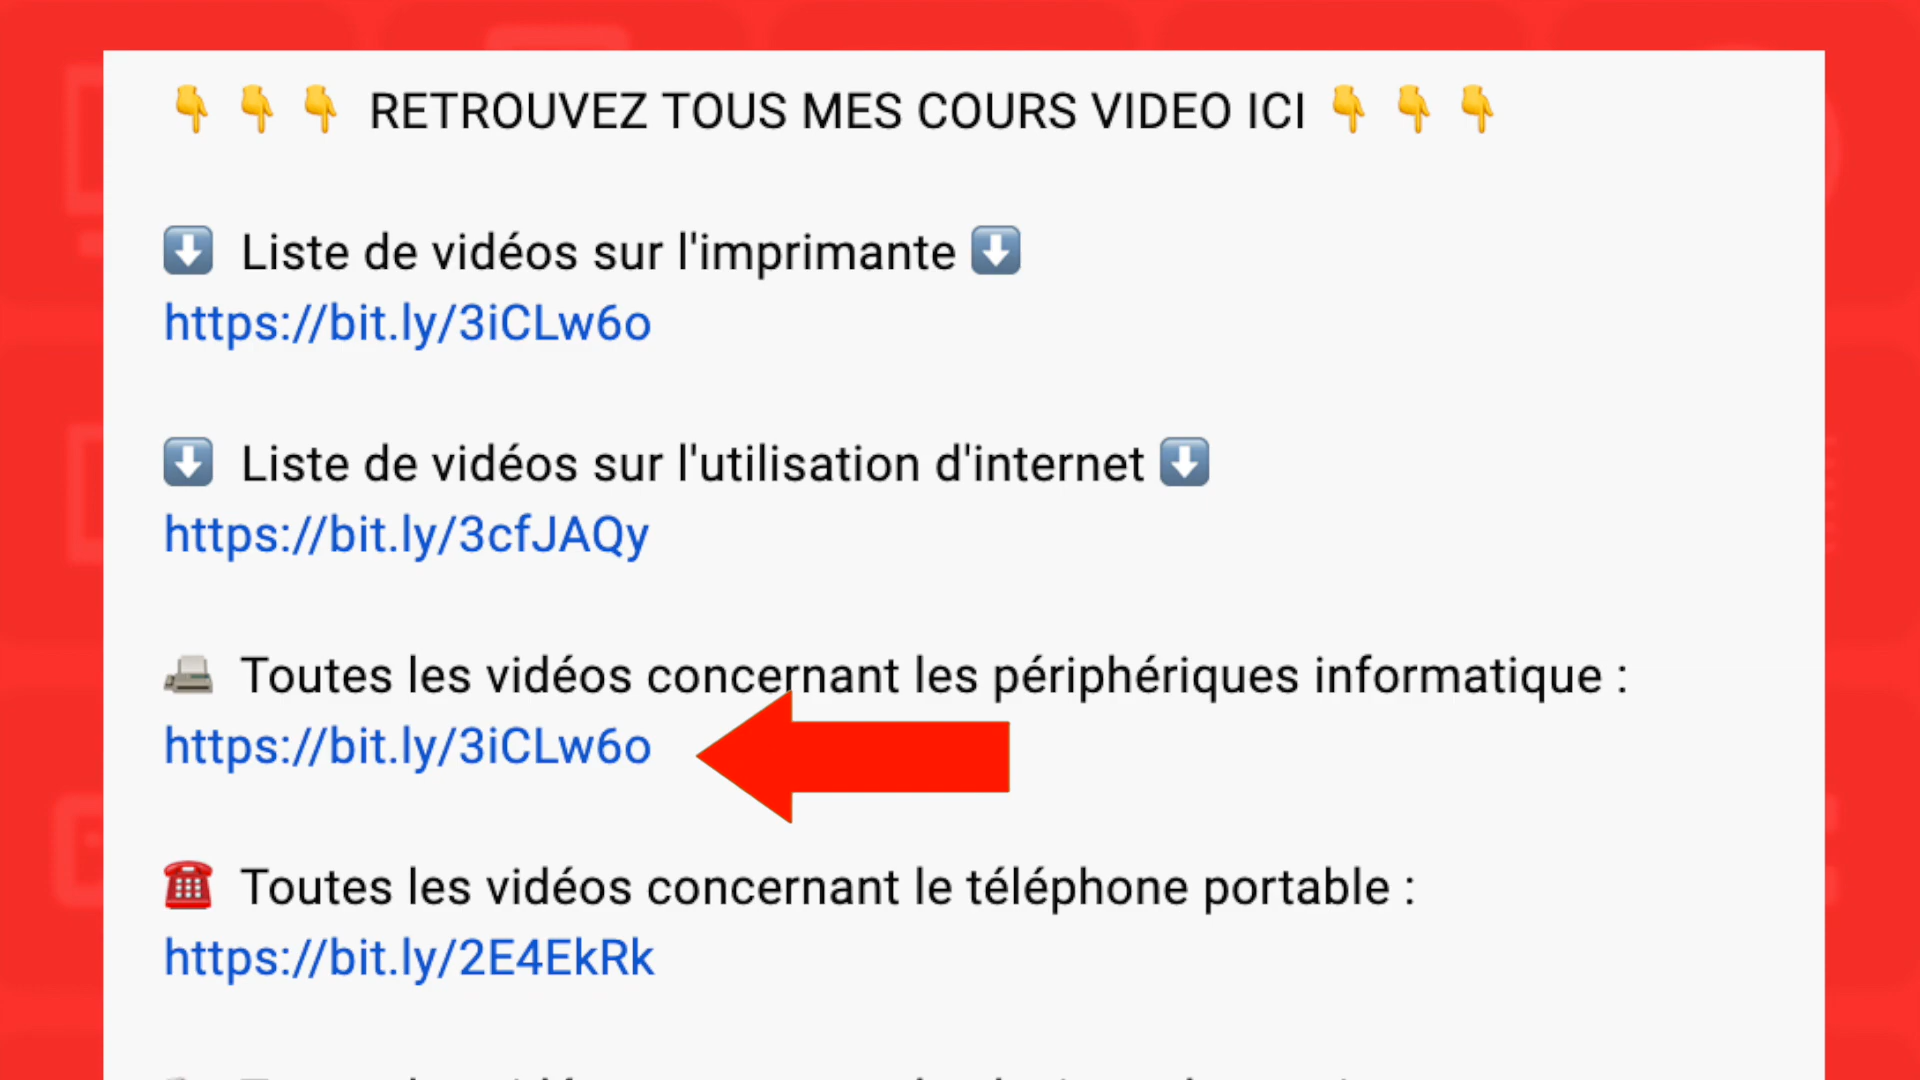 👇 👇 👇 RETROUVEZ TOUS MES COURS VIDEO ICI 👇 👇 👇
⬇️ Liste de vidéos sur l'imprimante ⬇️
https://bit.ly/3iCLw6o
⬇️ Liste de vidéos sur l'utilisation d'internet ⬇️
https://bit.ly/3cfJAQy
📠 Toutes les vidéos concernant les périphériques informatique :
https://bit.ly/3iCLw6o
☎️ Toutes les vidéos concernant le téléphone portable :
https://bit.ly/2E4EkRk